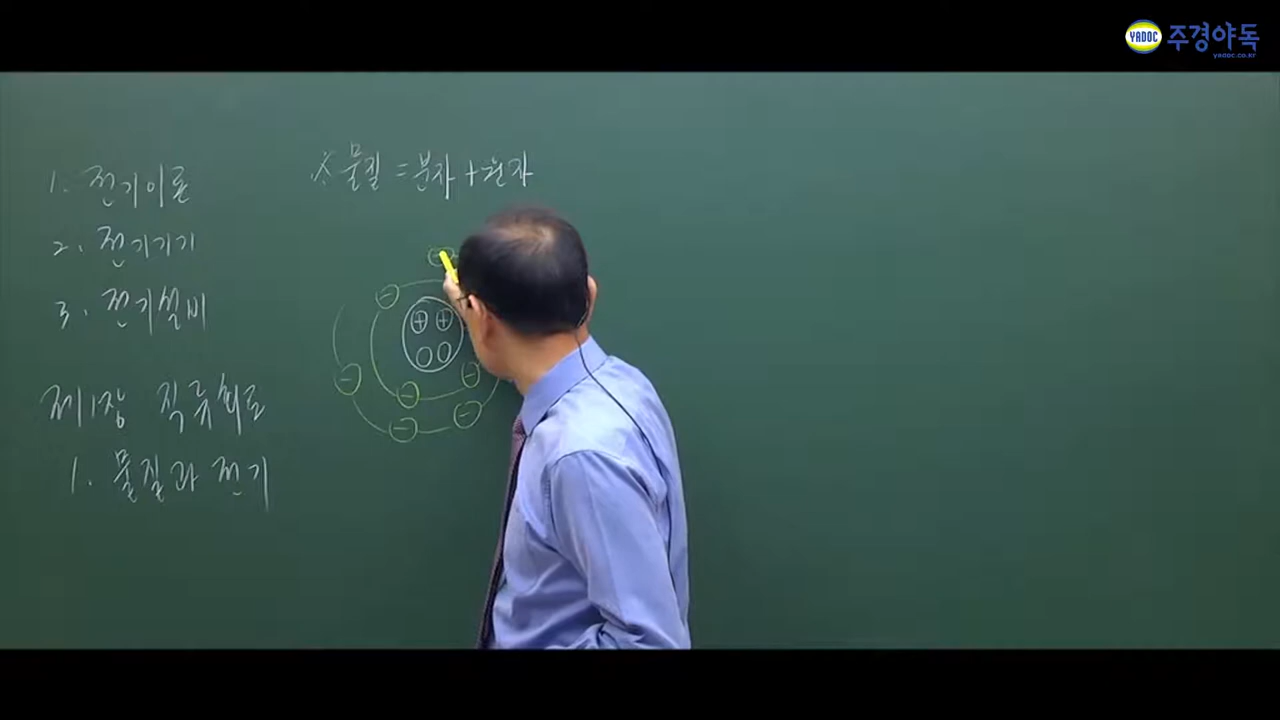 YADOC 주경야독
yadoc.co.kr
1. 전기이론
2. 전기기기
3. 전기설비
제1장 직류회로
1. 물질과 전기
※ 물질 = 분자 + 원자
+ +
- - - - - - -